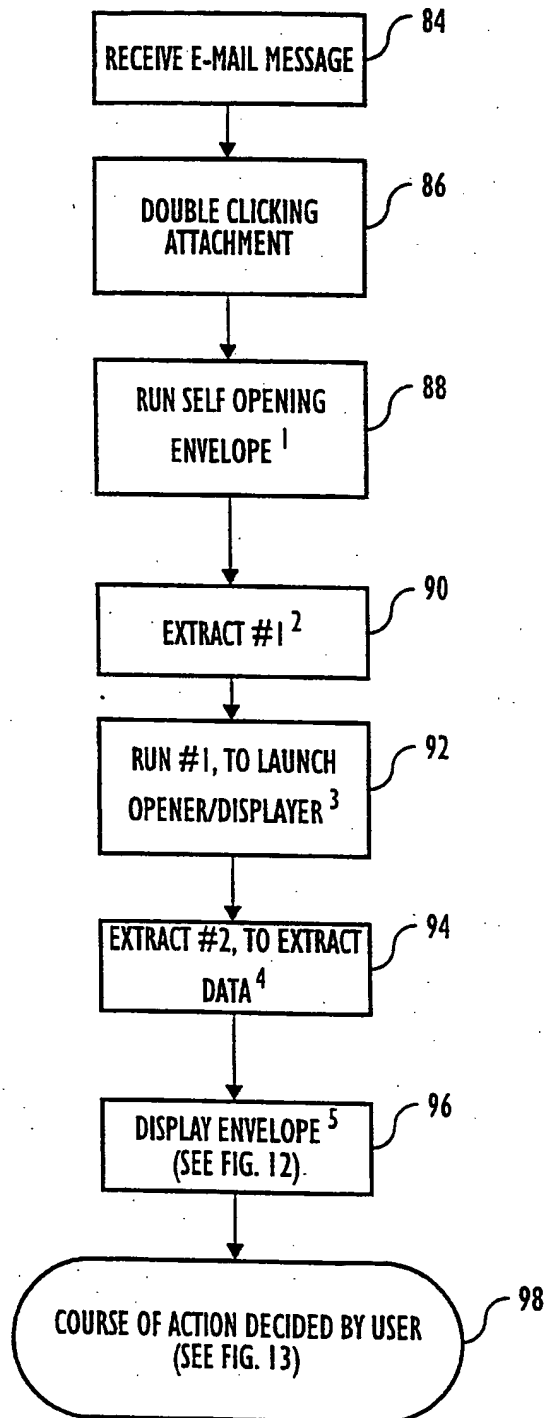 84
RECEIVE E-MAIL MESSAGE
86
DOUBLE CLICKING
ATTACHMENT
88
RUN SELF OPENING
ENVELOPE 1
90
EXTRACT #1 2
92
RUN #1, TO LAUNCH
OPENER/DISPLAYER 3
94
EXTRACT #2, TO EXTRACT
DATA 4
96
DISPLAY ENVELOPE 5
(SEE FIG. 12)
98
COURSE OF ACTION DECIDED BY USER
(SEE FIG. 13)